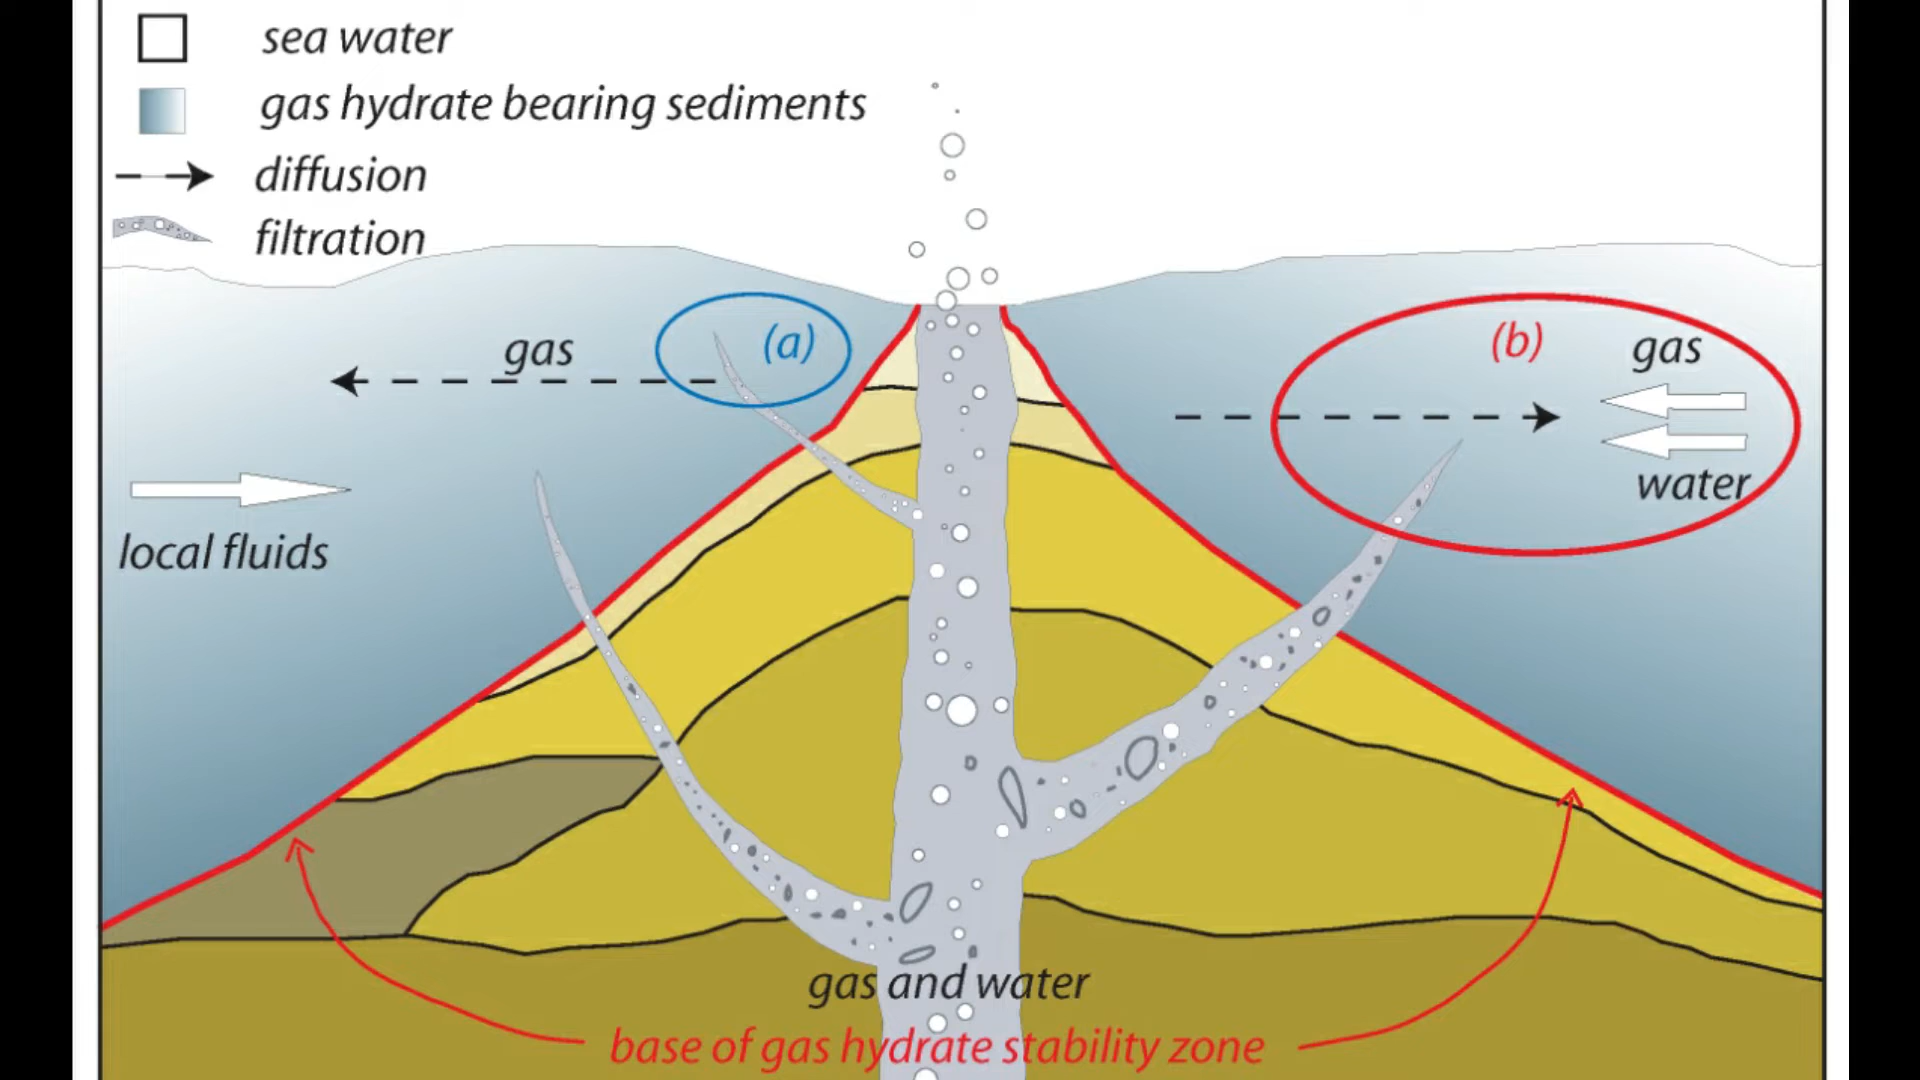 sea water
gas hydrate bearing sediments
diffusion
filtration
gas
(a)
(b)
gas
water
local fluids
gas and water
base of gas hydrate stability zone